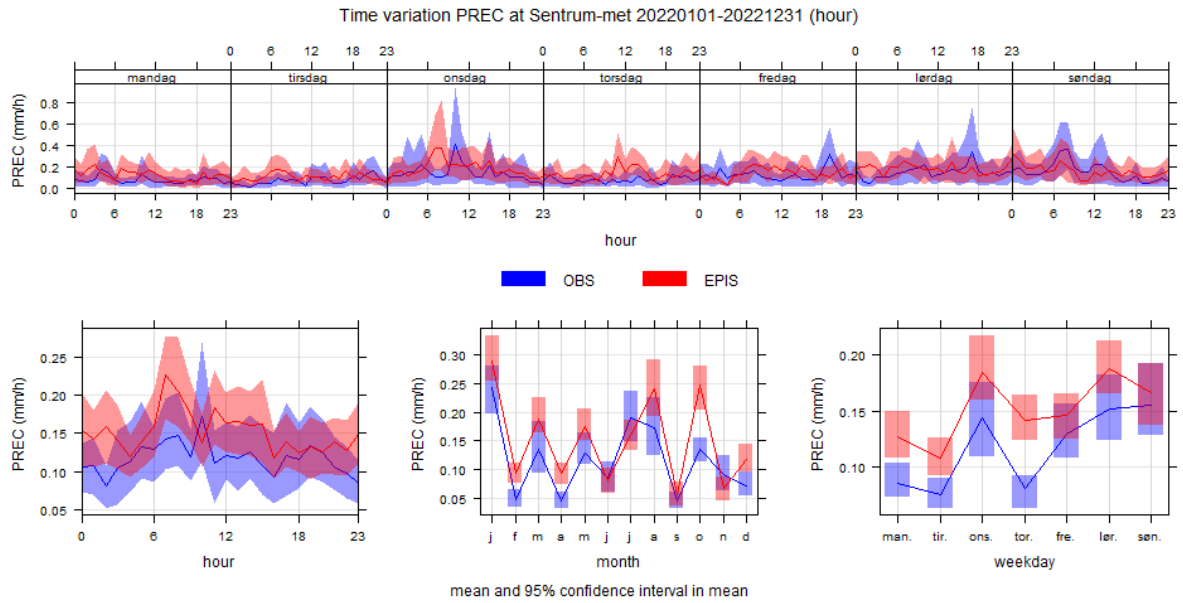 Time variation PREC at Sentrum-met 20220101-20221231 (hour)
0 6 12 18 23 0 6 12 18 23 0 6 12 18 23
mandag tirsdag onsdag torsdag fredag lørdag søndag
PREC (mm/h)
0.8
0.6
0.4
0.2
0.0
0 6 12 18 23 0 6 12 18 23 0 6 12 18 23 0 6 12 18 23
hour
OBS EPIS
PREC (mm/h)
0.25
0.20
0.15
0.10
0.05
0 6 12 18 23
hour
PREC (mm/h)
0.30
0.25
0.20
0.15
0.10
0.05
j f m a m j j a s o n d
month
PREC (mm/h)
0.20
0.15
0.10
man. tir. ons. tor. fre. lør. søn.
weekday
mean and 95% confidence interval in mean